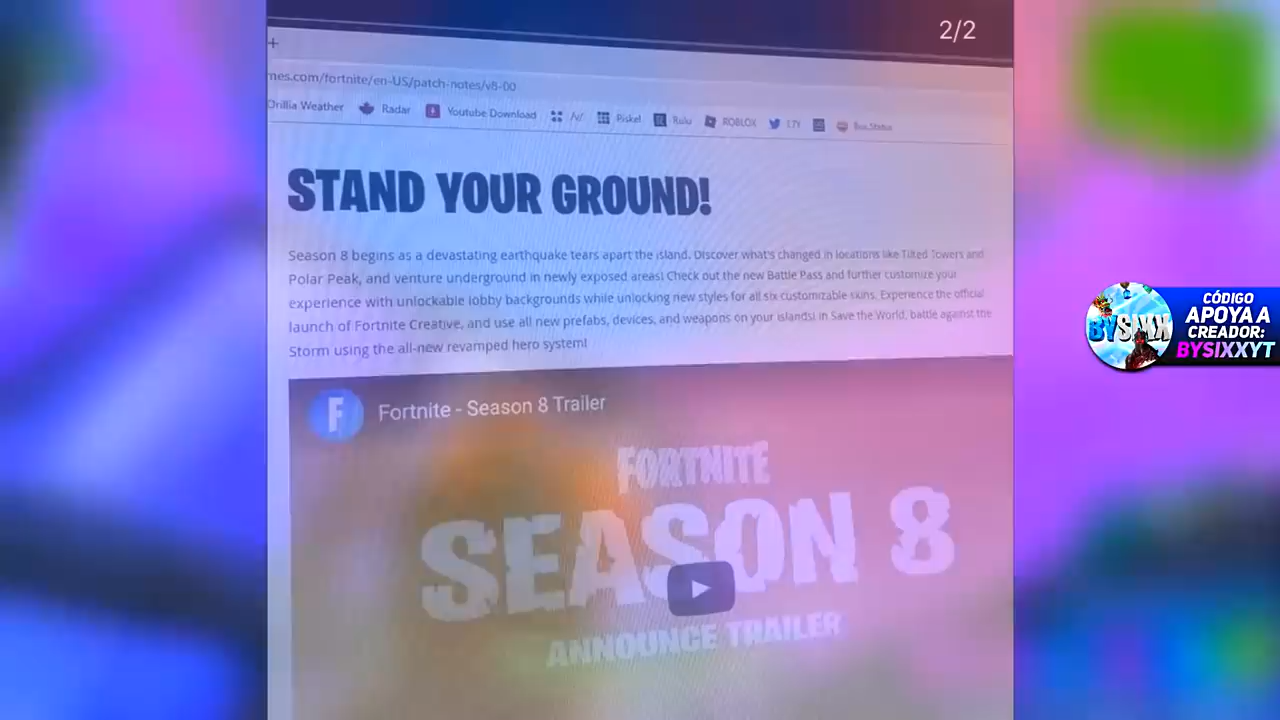 2/2
+
mes.com/fortnite/en-US/patch-notes/v8-00
Orillia Weather Radar Youtube Download Piskel Rulu ROBLOX
STAND YOUR GROUND!
Season 8 begins as a devastating earthquake tears apart the island. Discover what's changed in locations like Tilted Towers and
Polar Peak, and venture underground in newly exposed areas! Check out the new Battle Pass and further customize your
experience with unlockable lobby backgrounds while unlocking new styles for all six customizable skins. Experience the official
launch of Fortnite Creative, and use all new prefabs, devices, and weapons on your islands! In Save the World, battle against the
Storm using the all-new revamped hero system!
F
Fortnite - Season 8 Trailer
FORTNITE
SEASON 8
ANNOUNCE TRAILER
BYSIXX
CÓDIGO
APOYA A
CREADOR:
BYSIXXYT